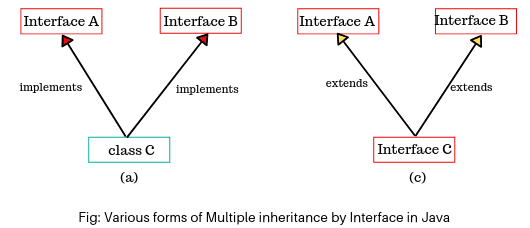 Interface A
Interface B
implements
implements
class C
(a)
Interface A
Interface B
extends
extends
Interface C
(c)
Fig: Various forms of Multiple inheritance by Interface in Java